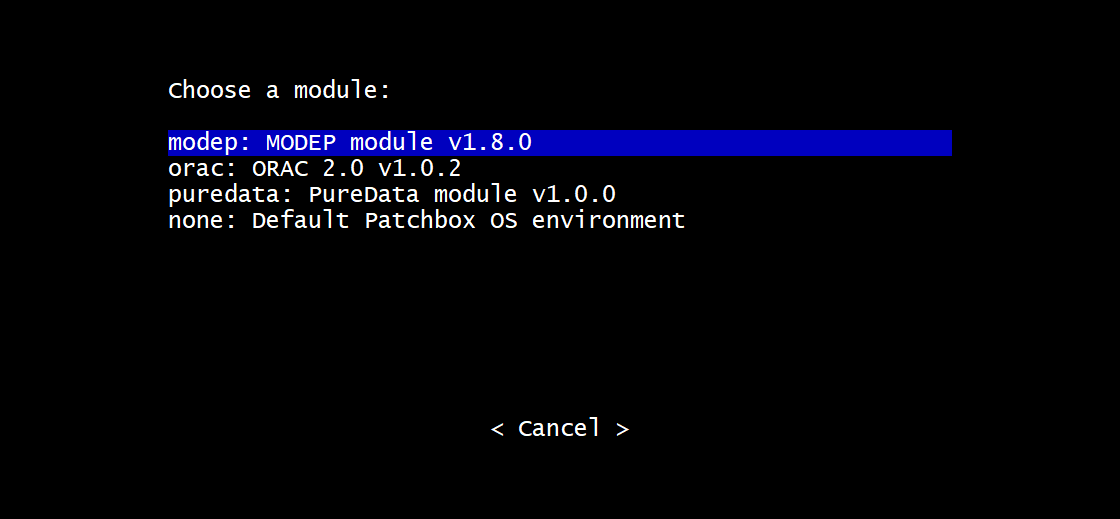 Choose a module:
modep: MODEP module v1.8.0
orac: ORAC 2.0 v1.0.2
puredata: PureData module v1.0.0
none: Default Patchbox OS environment
< Cancel >